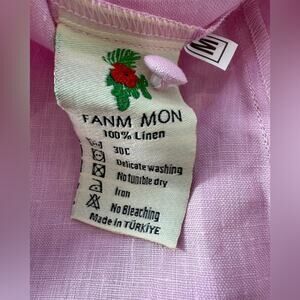 M
FANM MON
100% Linen
30C
Delicate washing
No tumble dry
Iron
No Bleaching
Made in TÜRKİYE